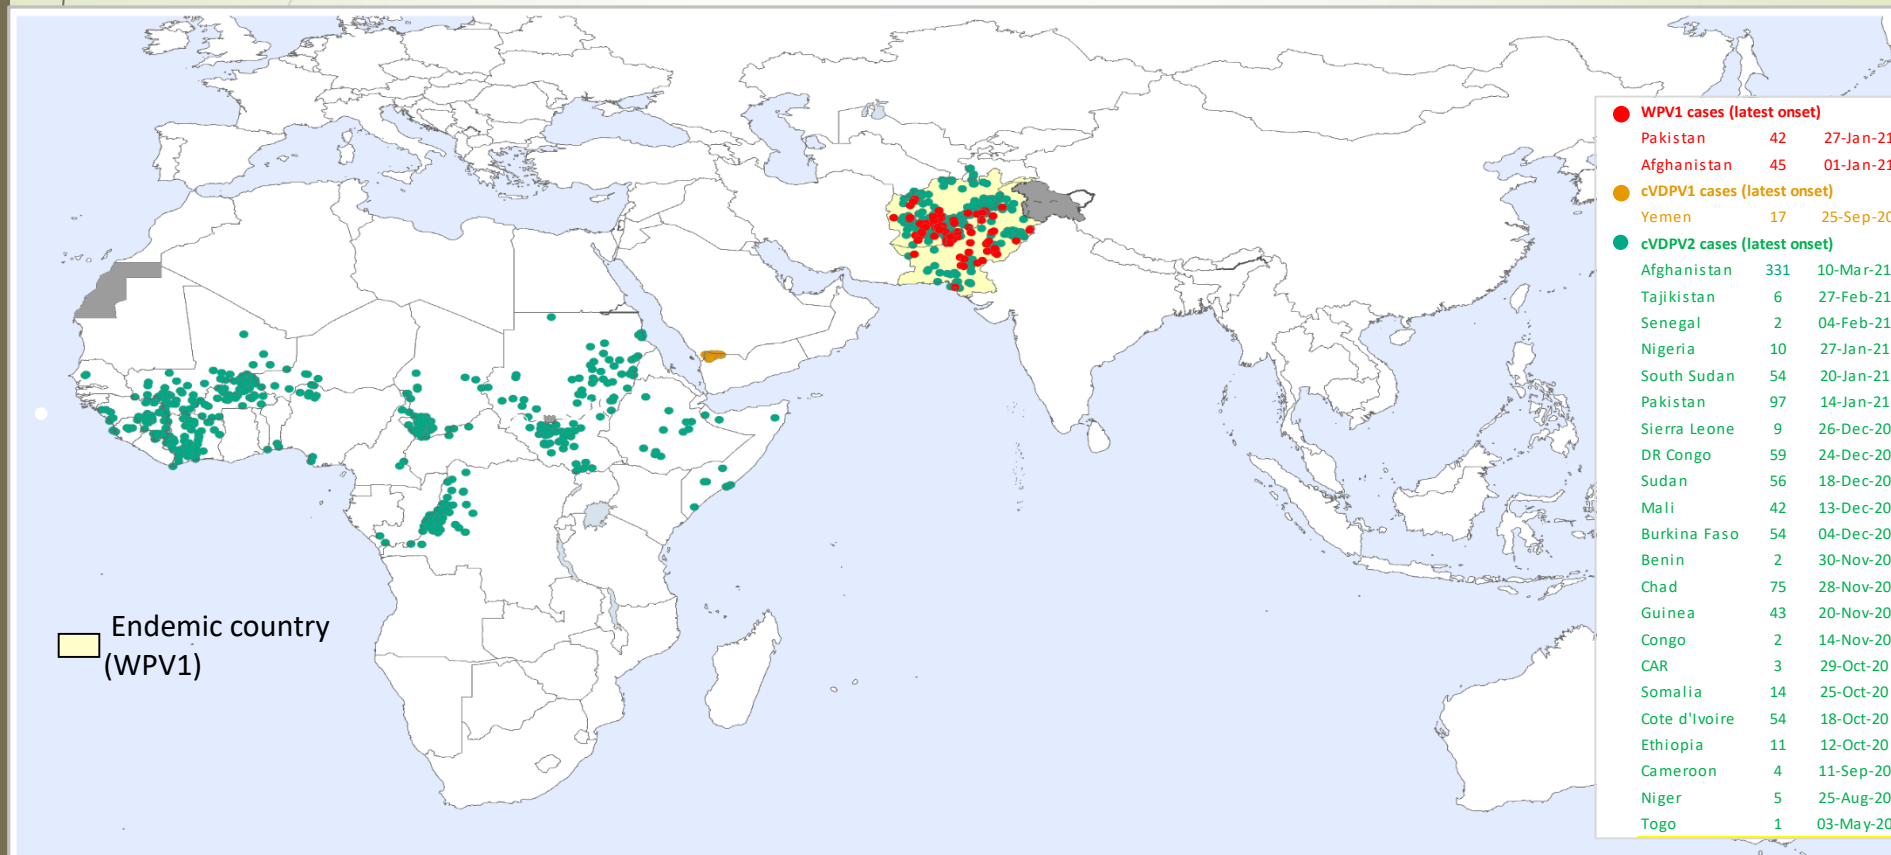 WPV1 cases (latest onset)
Pakistan 42 27-Jan-21
Afghanistan 45 01-Jan-21
cVDPV1 cases (latest onset)
Yemen 17 25-Sep-20
cVDPV2 cases (latest onset)
Afghanistan 331 10-Mar-21
Tajikistan 6 27-Feb-21
Senegal 2 04-Feb-21
Nigeria 10 27-Jan-21
South Sudan 54 20-Jan-21
Pakistan 97 14-Jan-21
Sierra Leone 9 26-Dec-20
DR Congo 59 24-Dec-20
Sudan 56 18-Dec-20
Mali 42 13-Dec-20
Burkina Faso 54 04-Dec-20
Benin 2 30-Nov-20
Chad 75 28-Nov-20
Guinea 43 20-Nov-20
Congo 2 14-Nov-20
CAR 3 29-Oct-20
Somalia 14 25-Oct-20
Cote d'Ivoire 54 18-Oct-20
Ethiopia 11 12-Oct-20
Cameroon 4 11-Sep-20
Niger 5 25-Aug-20
Togo 1 03-May-20
Endemic country
(WPV1)